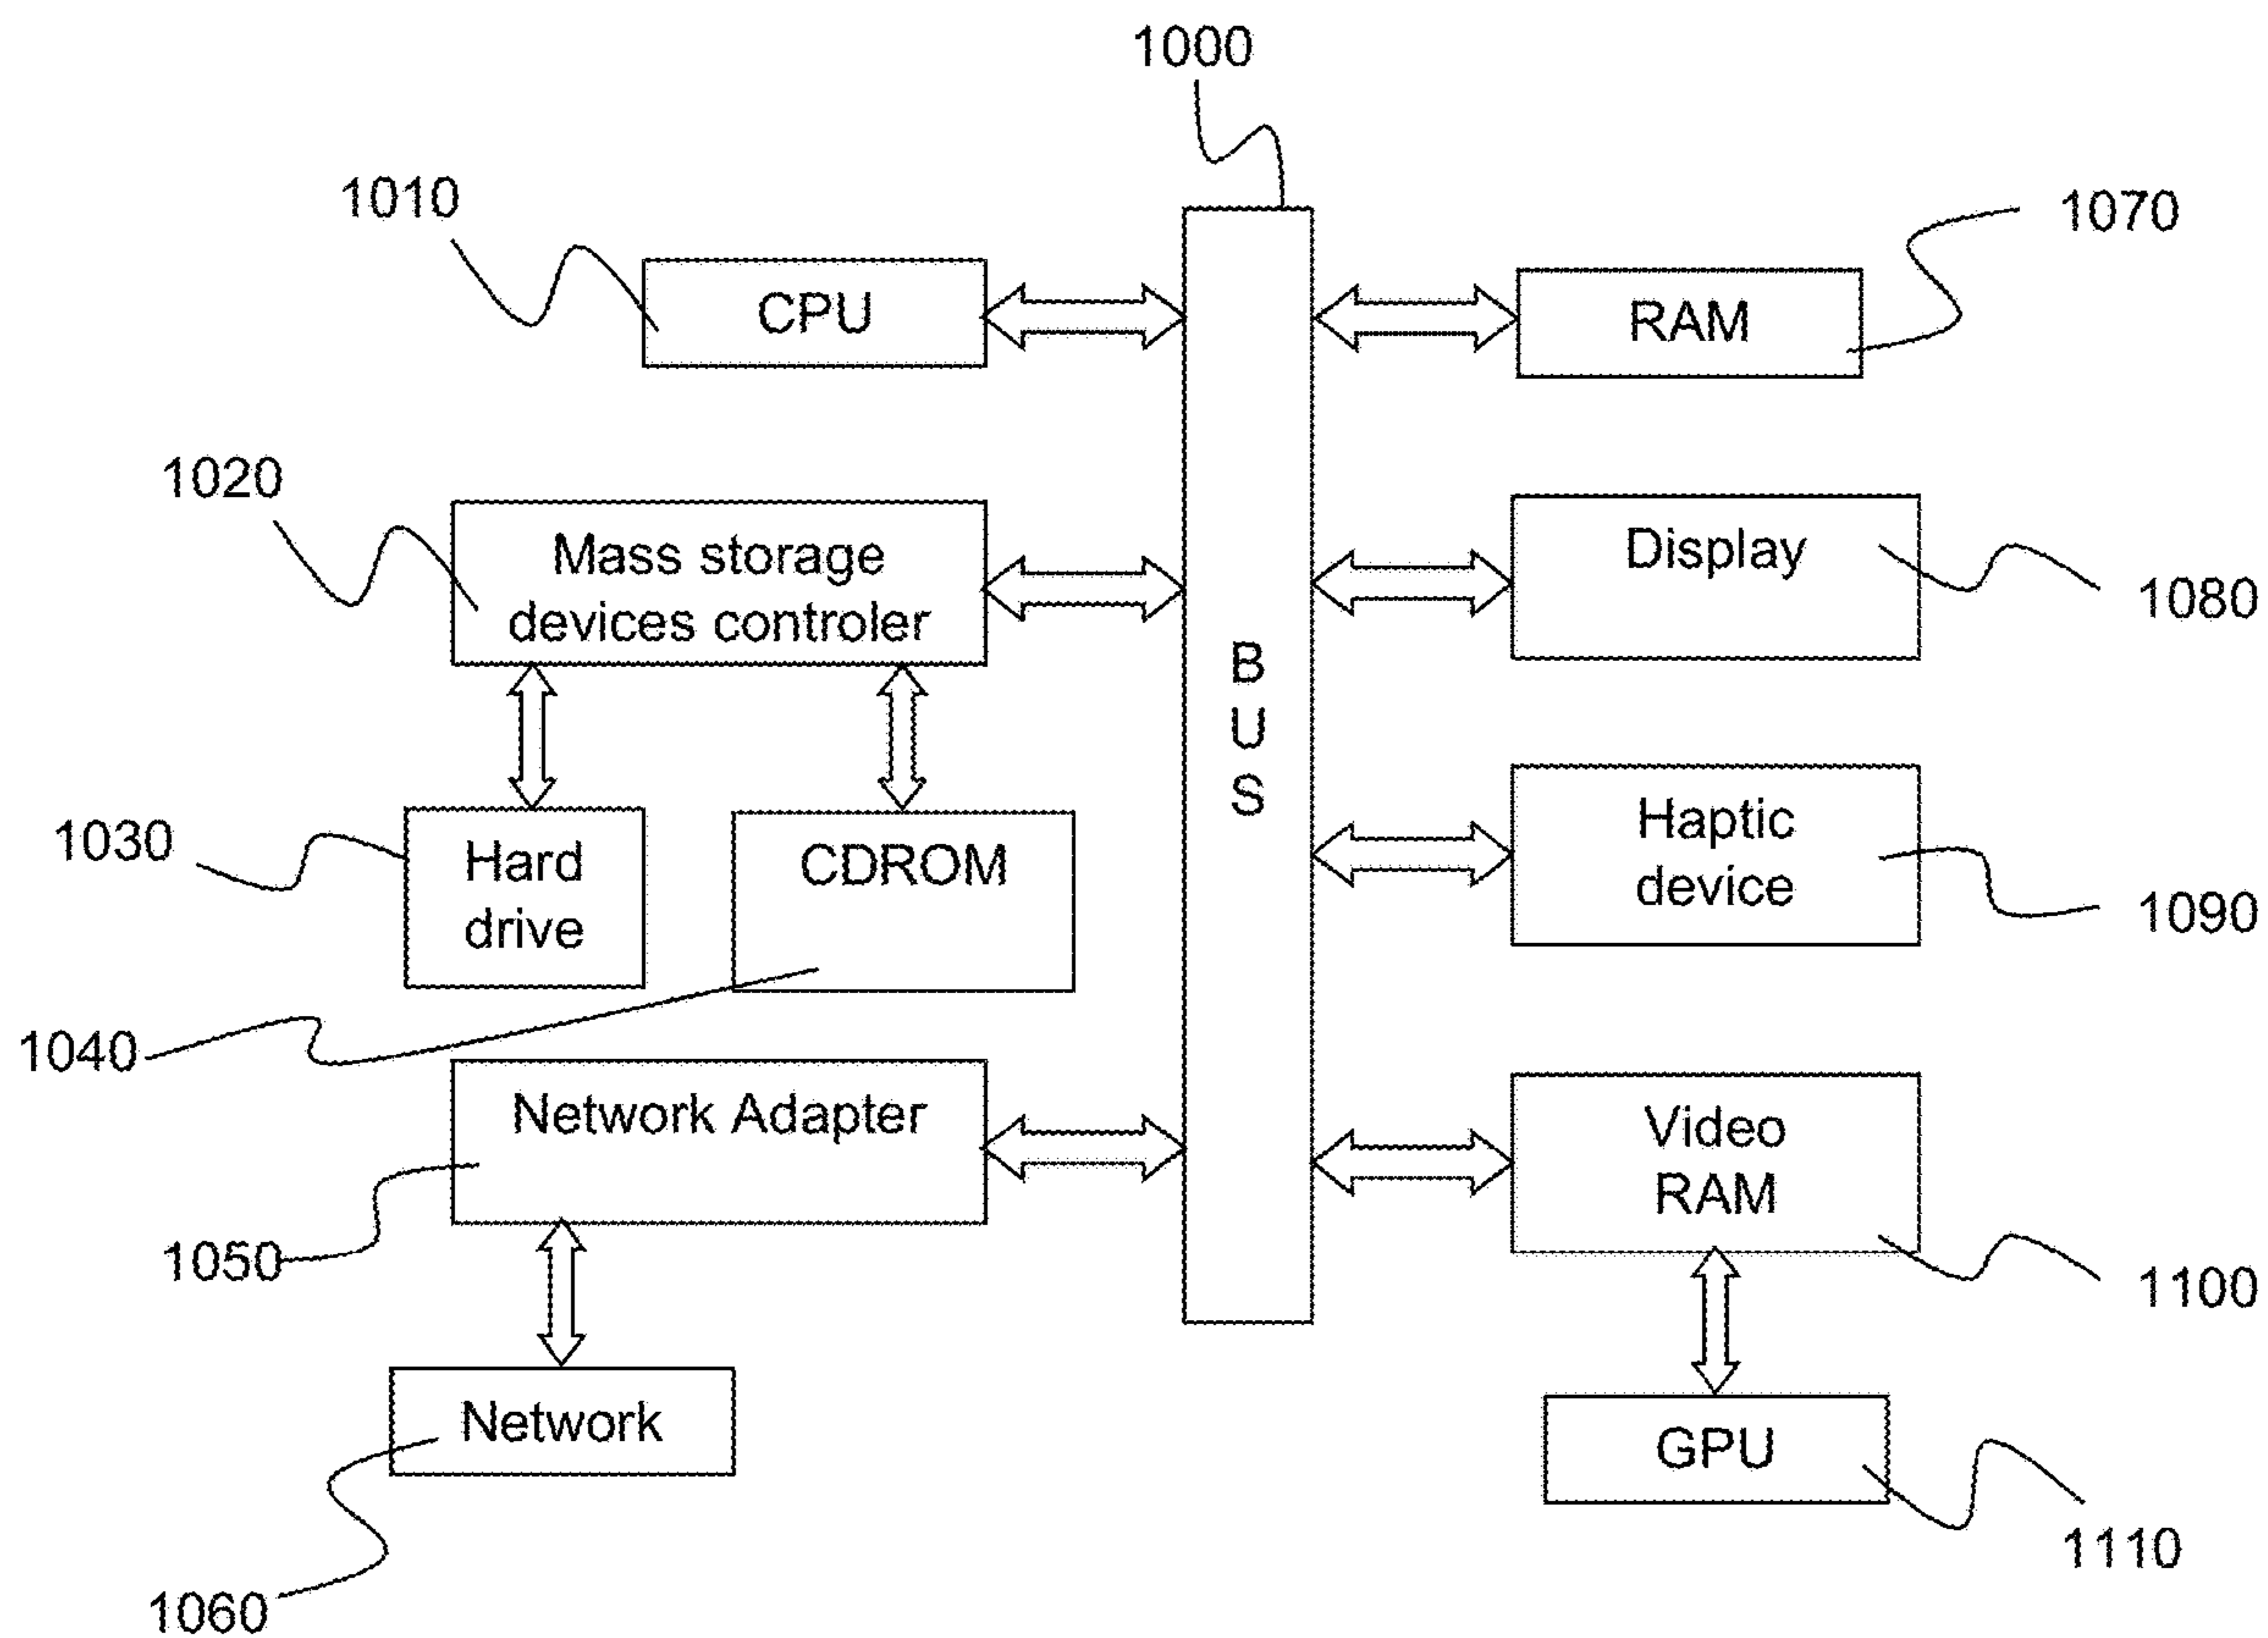 1000
1010
CPU
RAM
1070
1020
Mass storage
devices controler
Display
1080
B
U
S
1030
Hard
drive
CDROM
Haptic
device
1090
1040
Network Adapter
1050
Video
RAM
1100
Network
1060
GPU
1110